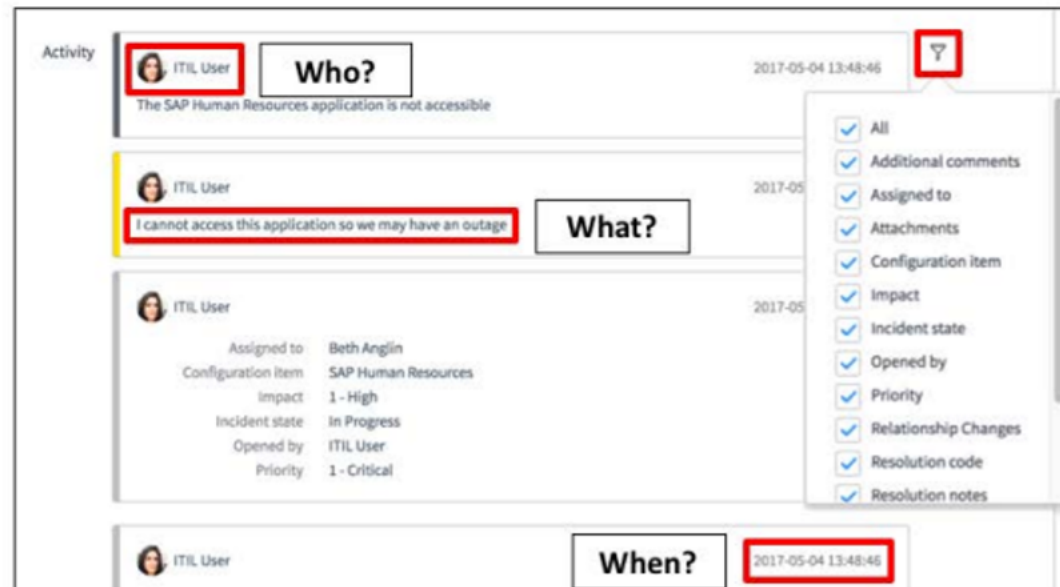 Activity
ITIL User
Who?
2017-05-04 13:48:46
The SAP Human Resources application is not accessible
All
Additional comments
ITIL User
2017-05
Assigned to
I cannot access this application so we may have an outage
What?
Attachments
Configuration item
Impact
ITIL User
2017-05
Incident state
Assigned to Beth Anglin
Opened by
Configuration item SAP Human Resources
Impact 1 - High
Priority
Incident state In Progress
Relationship Changes
Opened by ITIL User
Priority 1 - Critical
Resolution code
Resolution notes
ITIL User
When?
2017-05-04 13:48:46